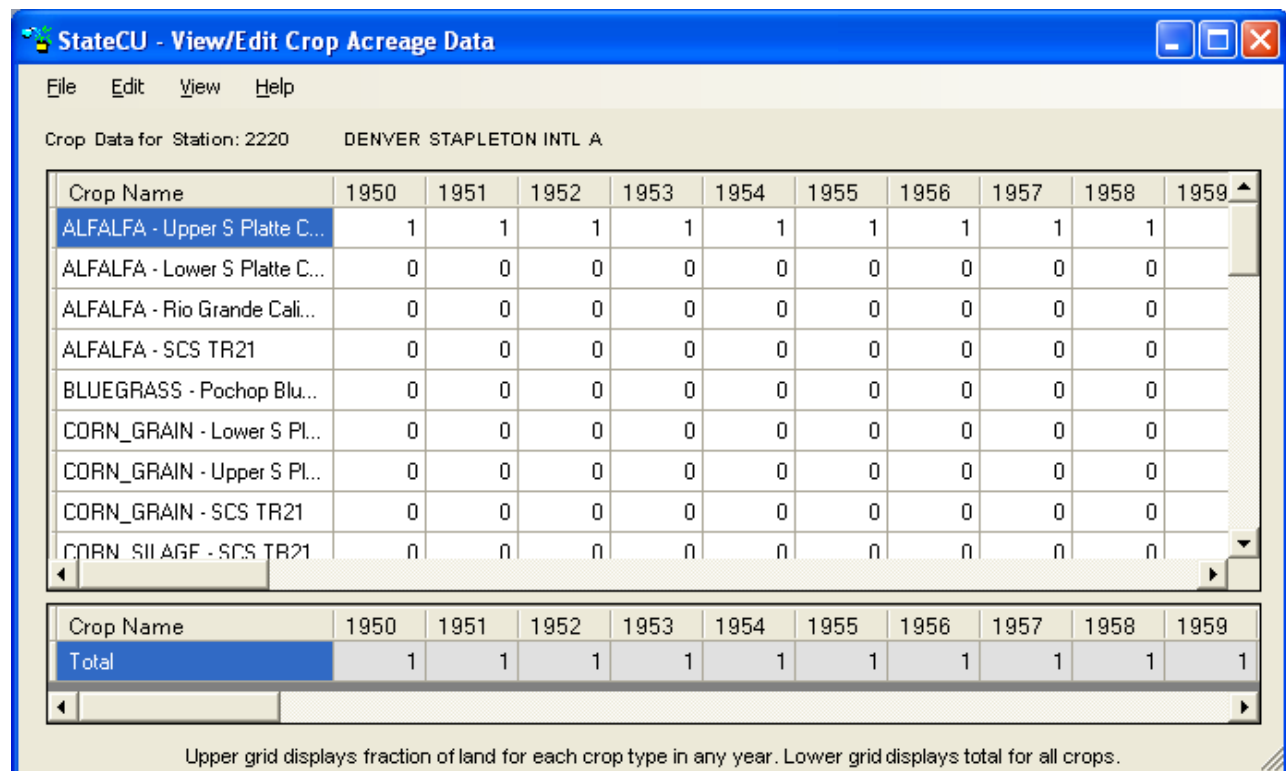 StateCU - View/Edit Crop Acreage Data
File Edit View Help
Crop Data for Station: 2220 DENVER STAPLETON INTL A
Crop Name 1950 1951 1952 1953 1954 1955 1956 1957 1958 1959
ALFALFA - Upper S Platte C... 1 1 1 1 1 1 1 1 1
ALFALFA - Lower S Platte C... 0 0 0 0 0 0 0 0 0
ALFALFA - Rio Grande Cali... 0 0 0 0 0 0 0 0 0
ALFALFA - SCS TR21 0 0 0 0 0 0 0 0 0
BLUEGRASS - Pochop Blu... 0 0 0 0 0 0 0 0 0
CORN_GRAIN - Lower S Pl... 0 0 0 0 0 0 0 0 0
CORN_GRAIN - Upper S Pl... 0 0 0 0 0 0 0 0 0
CORN_GRAIN - SCS TR21 0 0 0 0 0 0 0 0 0
CORN_SILAGE - SCS TR21 0 0 0 0 0 0 0 0 0
Crop Name 1950 1951 1952 1953 1954 1955 1956 1957 1958 1959
Total 1 1 1 1 1 1 1 1 1 1
Upper grid displays fraction of land for each crop type in any year. Lower grid displays total for all crops.